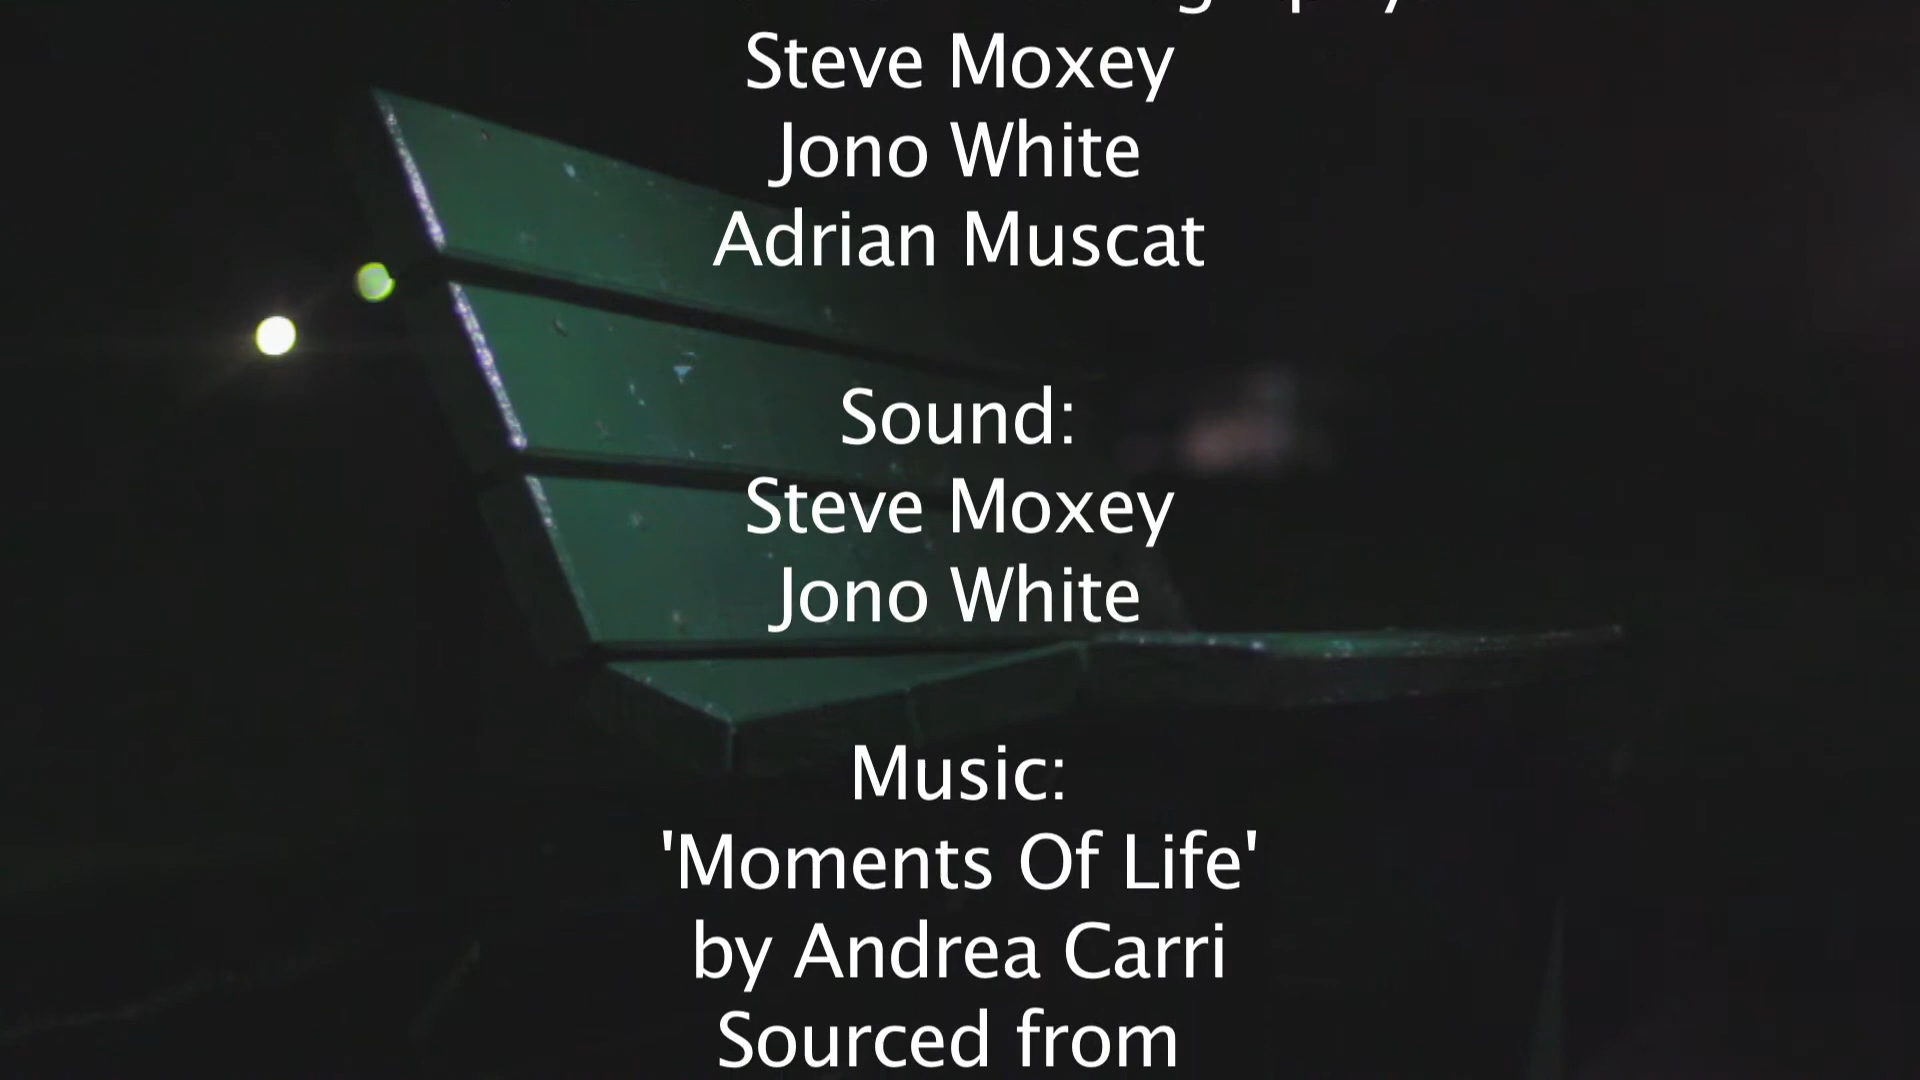 Steve Moxey
Jono White
Adrian Muscat
Sound:
Steve Moxey
Jono White
Music:
'Moments Of Life'
by Andrea Carri
Sourced from